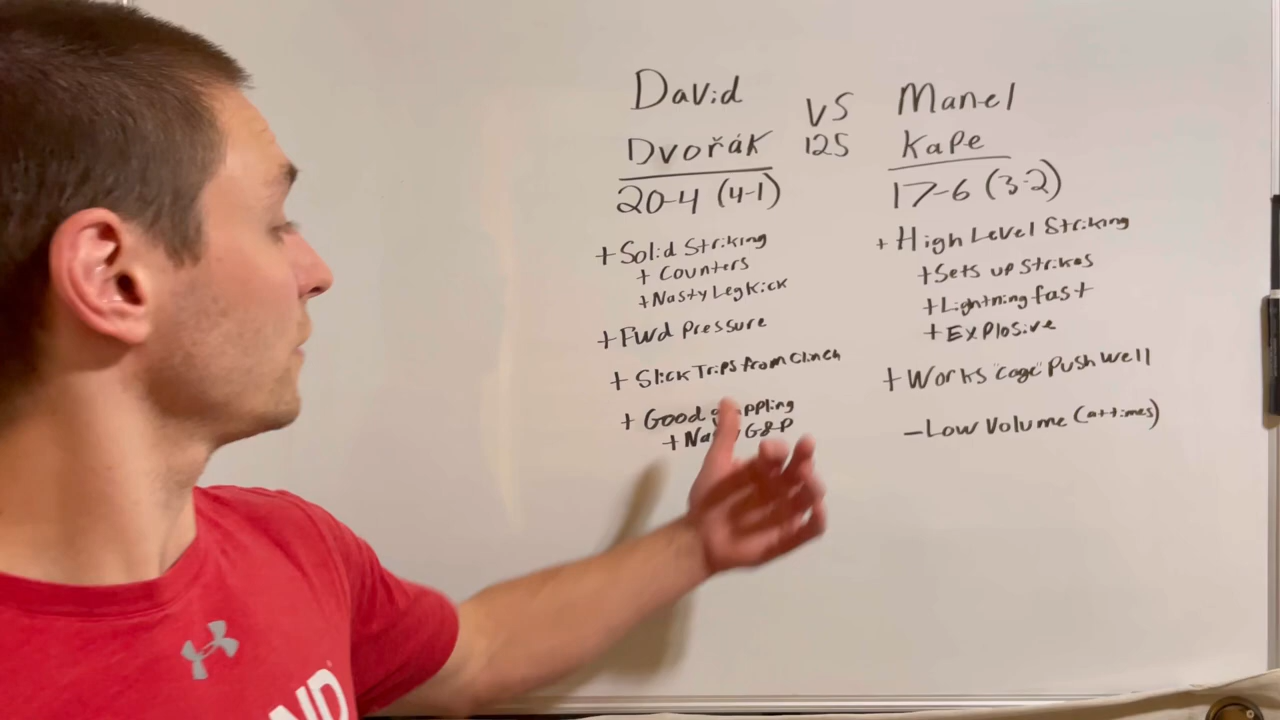 David
Dvořák
20-4 (4-1)
+ Solid Striking
+ Counters
+ Nasty Leg Kick
+ Fwd Pressure
+ Slick Trips from Clinch
+ Good
+ G&P
VS
125
Manel
Kape
17-6 (3-2)
+ High Level Striking
+ Sets up Strikes
+ Lightning fast
+ Explosive
+ Works "cage" Push Well
- Low Volume (at times)
ND